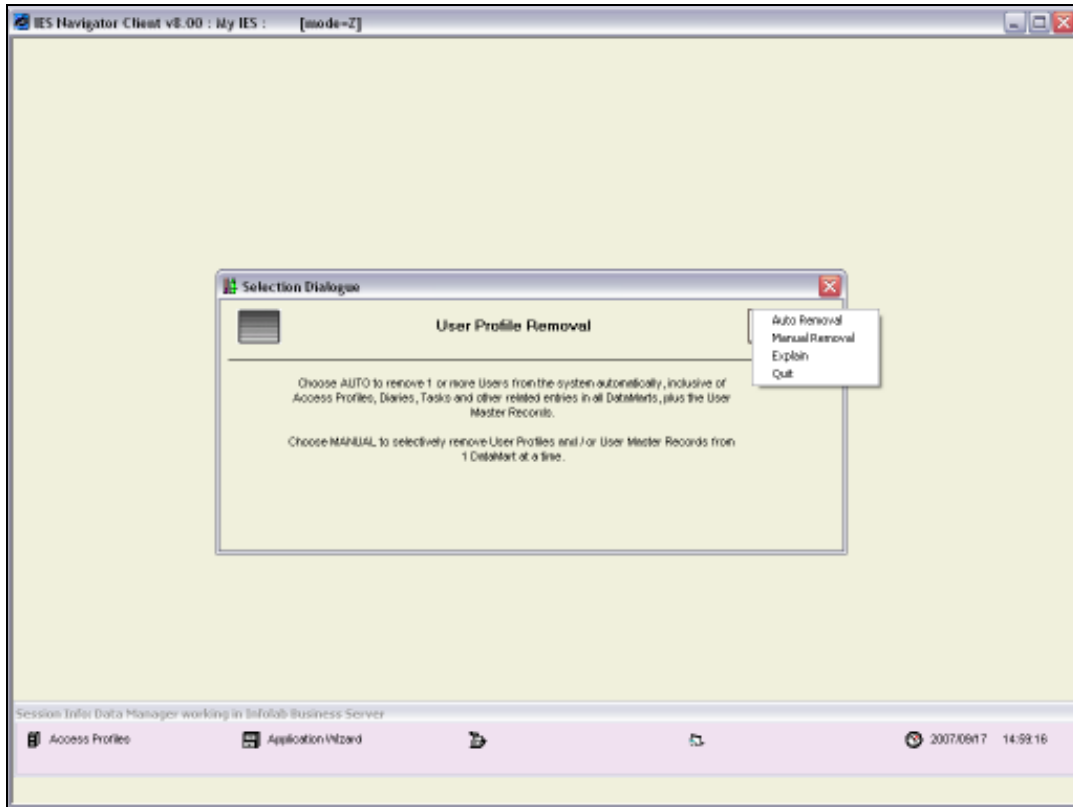 IES Navigator Client v8.00 : My IES : [mode=Z]
Selection Dialogue
User Profile Removal
Auto Removal
Manual Removal
Explain
Quit
Choose AUTO to remove 1 or more Users from the system automatically, inclusive of
Access Profiles, Diaries, Tasks and other related entries in all DataMarts, plus the User
Master Records.
Choose MANUAL to selectively remove User Profiles and / or User Master Records from
1 DataMart at a time.
Session Info: Data Manager working in Infolab Business Server
Access Profiles
Application Wizard
2007/09/17 14:59:16